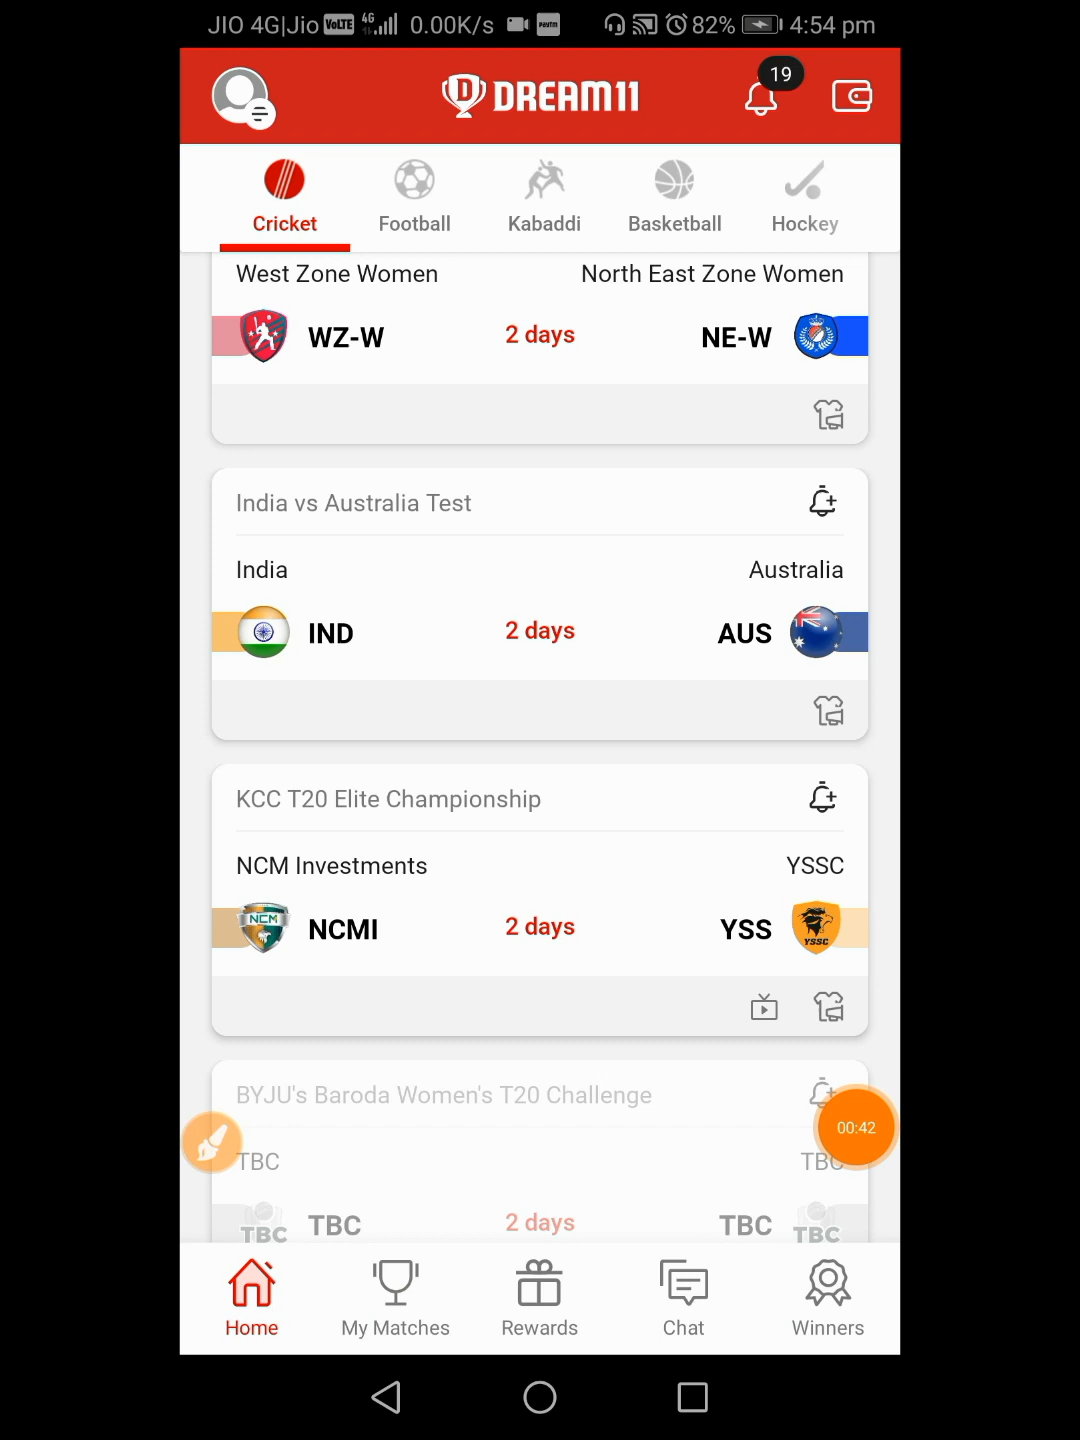 JIO 4G|Jio VoLTE 4G 0.00K/s Paytm 82% 4:54 pm
DREAM11 19
Cricket Football Kabaddi Basketball Hockey
West Zone Women North East Zone Women
WZ-W 2 days NE-W
India vs Australia Test
India Australia
IND 2 days AUS
KCC T20 Elite Championship
NCM Investments YSSC
NCM NCMI 2 days YSS YSSC
BYJU's Baroda Women's T20 Challenge
00:42
TBC TBC
TBC TBC 2 days TBC TBC
Home My Matches Rewards Chat Winners